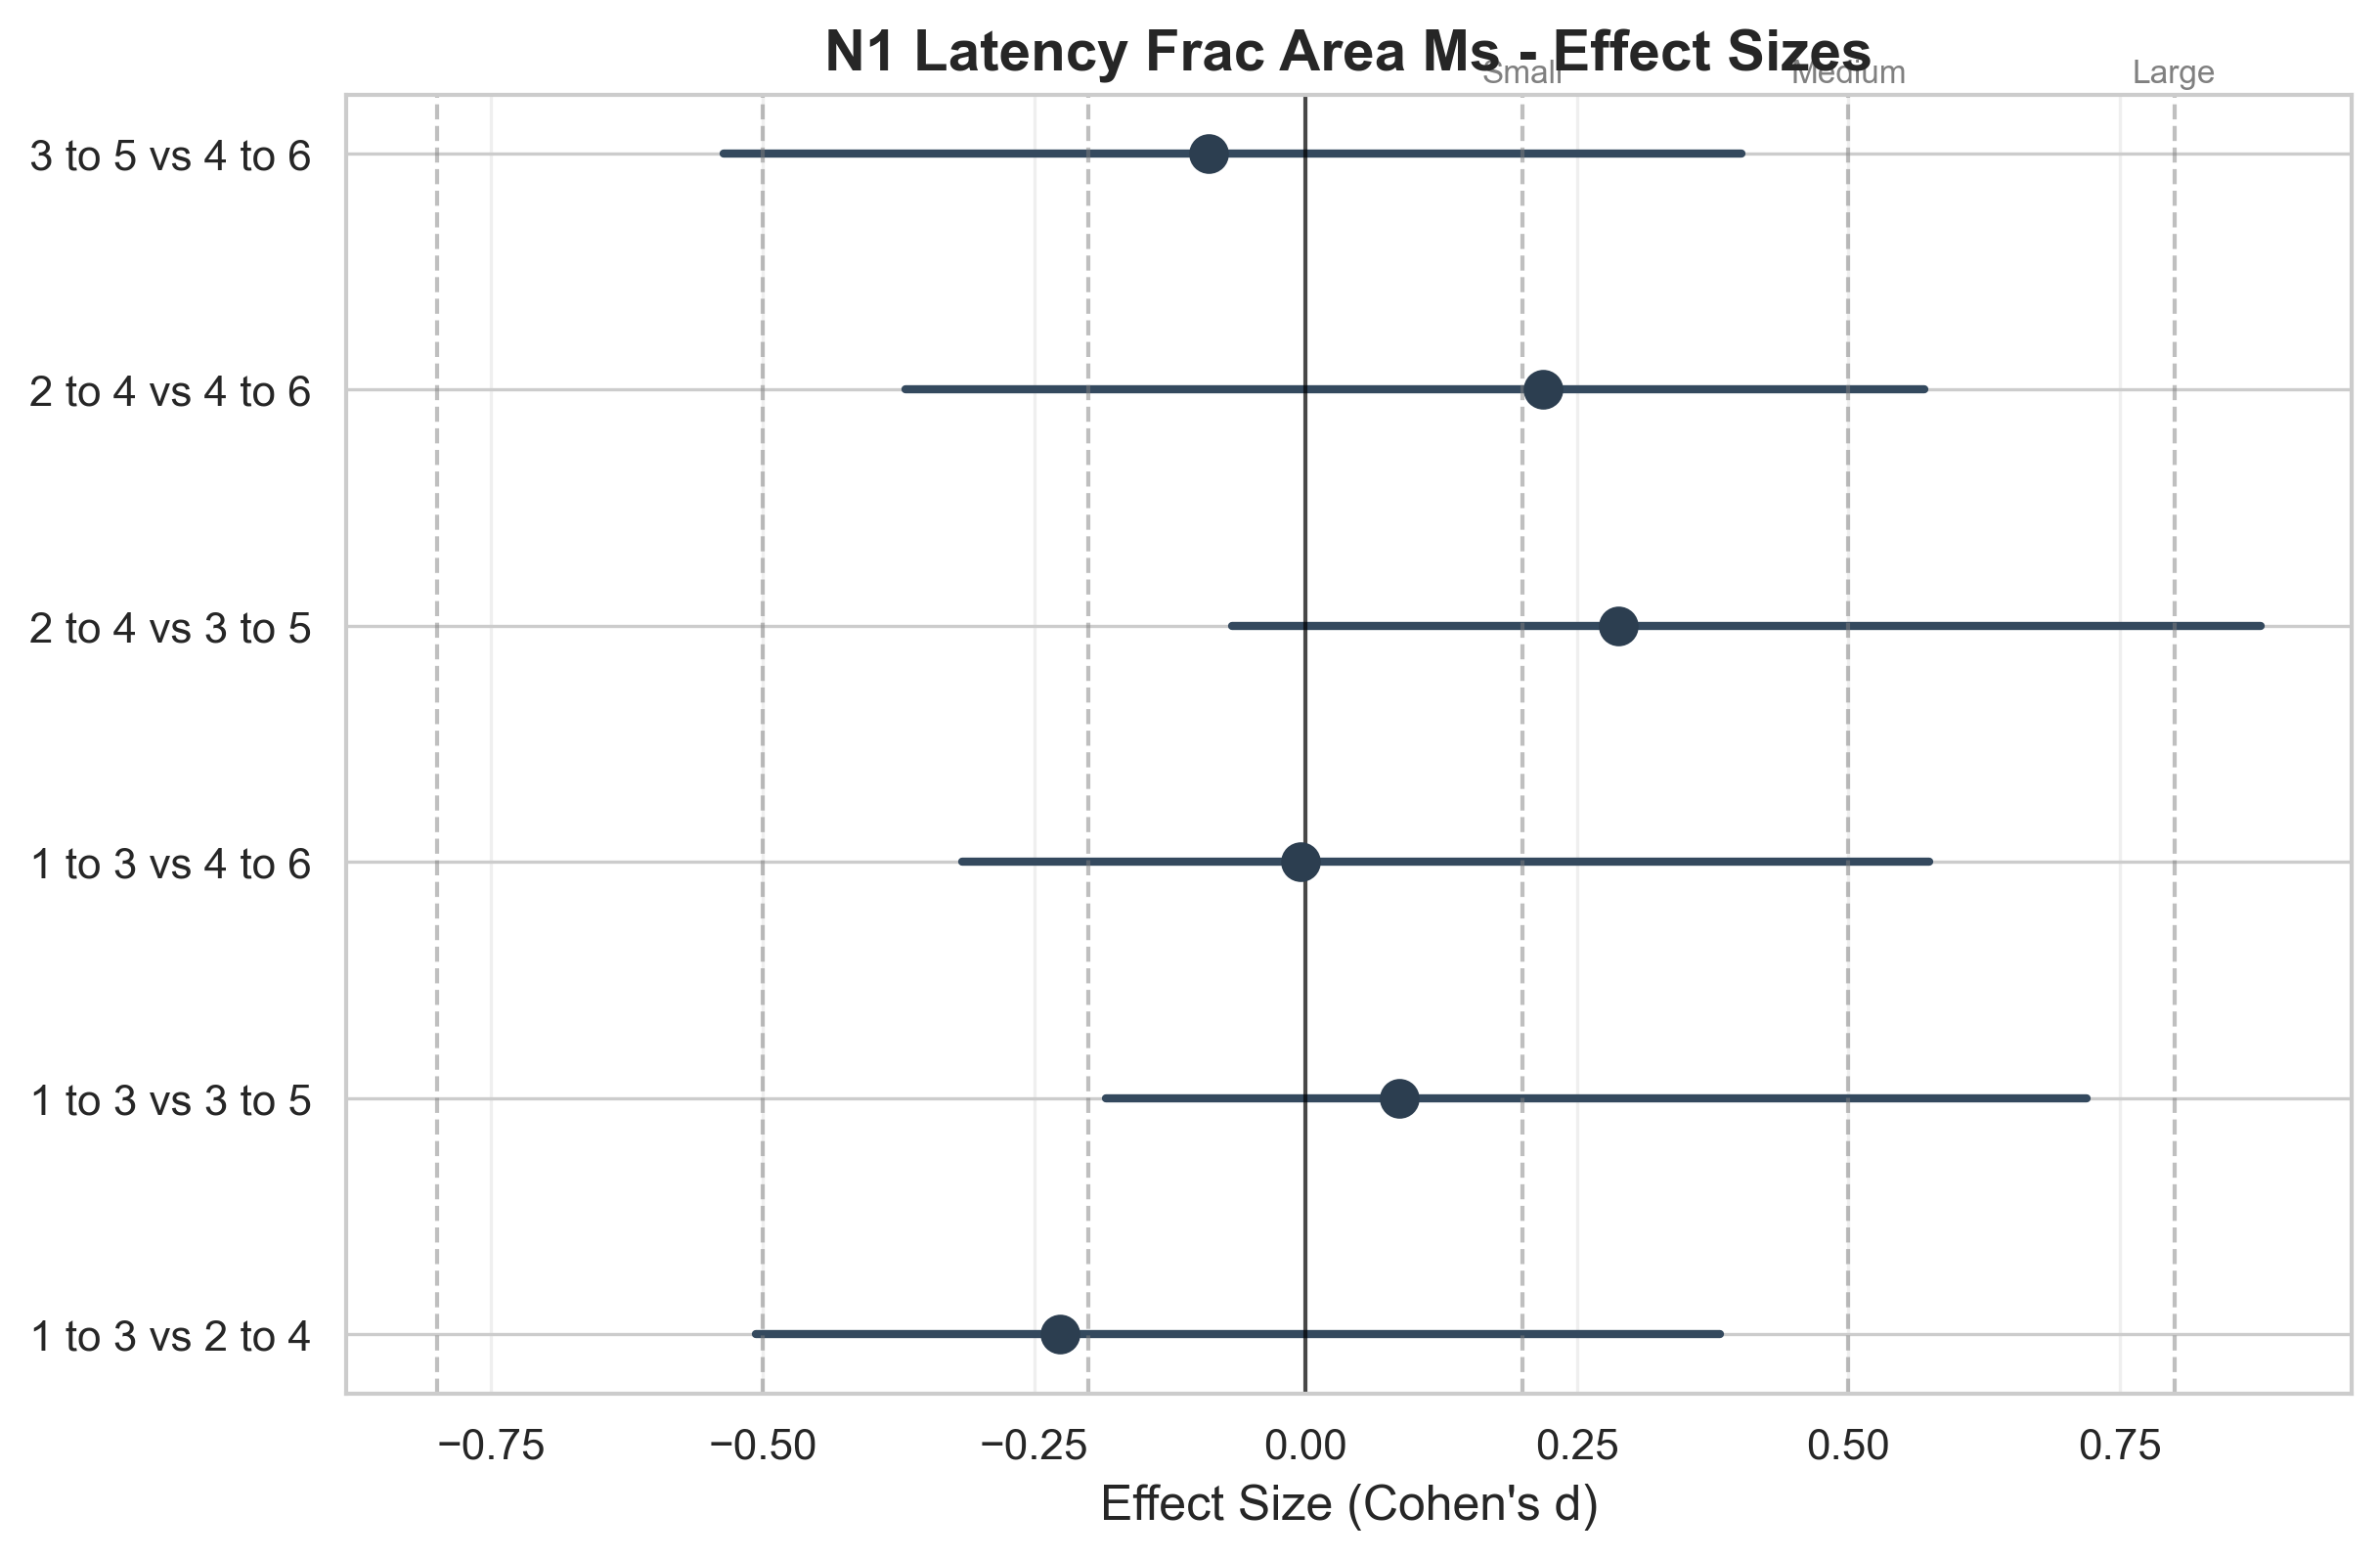 N1 Latency Frac Area Ms - Effect Sizes
Small Medium Large
3 to 5 vs 4 to 6
2 to 4 vs 4 to 6
2 to 4 vs 3 to 5
1 to 3 vs 4 to 6
1 to 3 vs 3 to 5
1 to 3 vs 2 to 4
−0.75 −0.50 −0.25 0.00 0.25 0.50 0.75
Effect Size (Cohen's d)